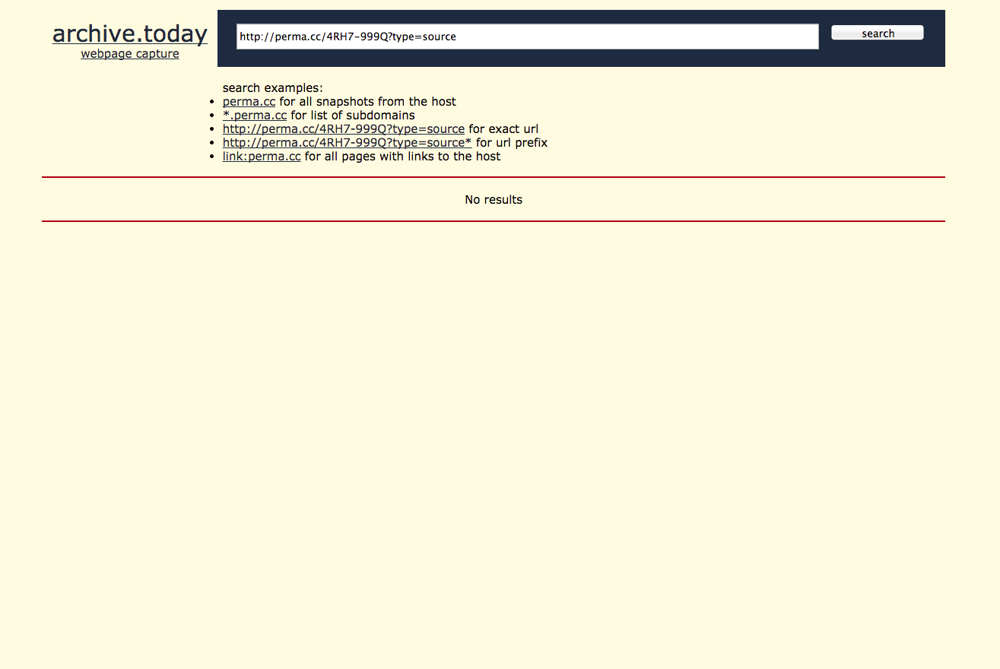 archive.today
webpage capture
http://perma.cc/4RH7-999Q?type=source
search
search examples:
• perma.cc for all snapshots from the host
• *.perma.cc for list of subdomains
• http://perma.cc/4RH7-999Q?type=source for exact url
• http://perma.cc/4RH7-999Q?type=source* for url prefix
• link:perma.cc for all pages with links to the host
No results